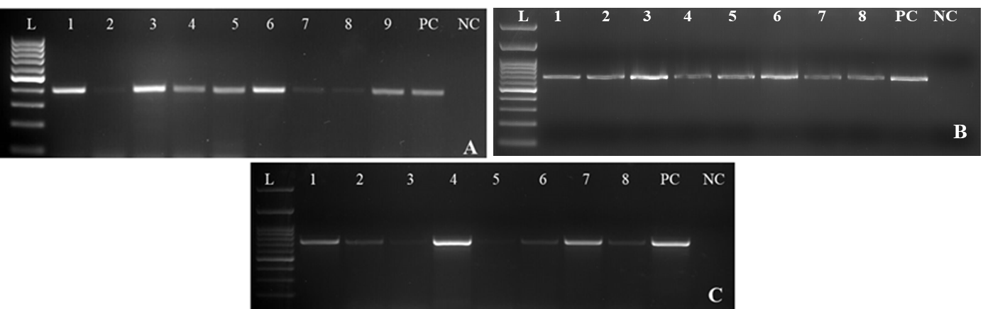 L 1 2 3 4 5 6 7 8 9 PC NC
A
L 1 2 3 4 5 6 7 8 PC NC
B
L 1 2 3 4 5 6 7 8 PC NC
C